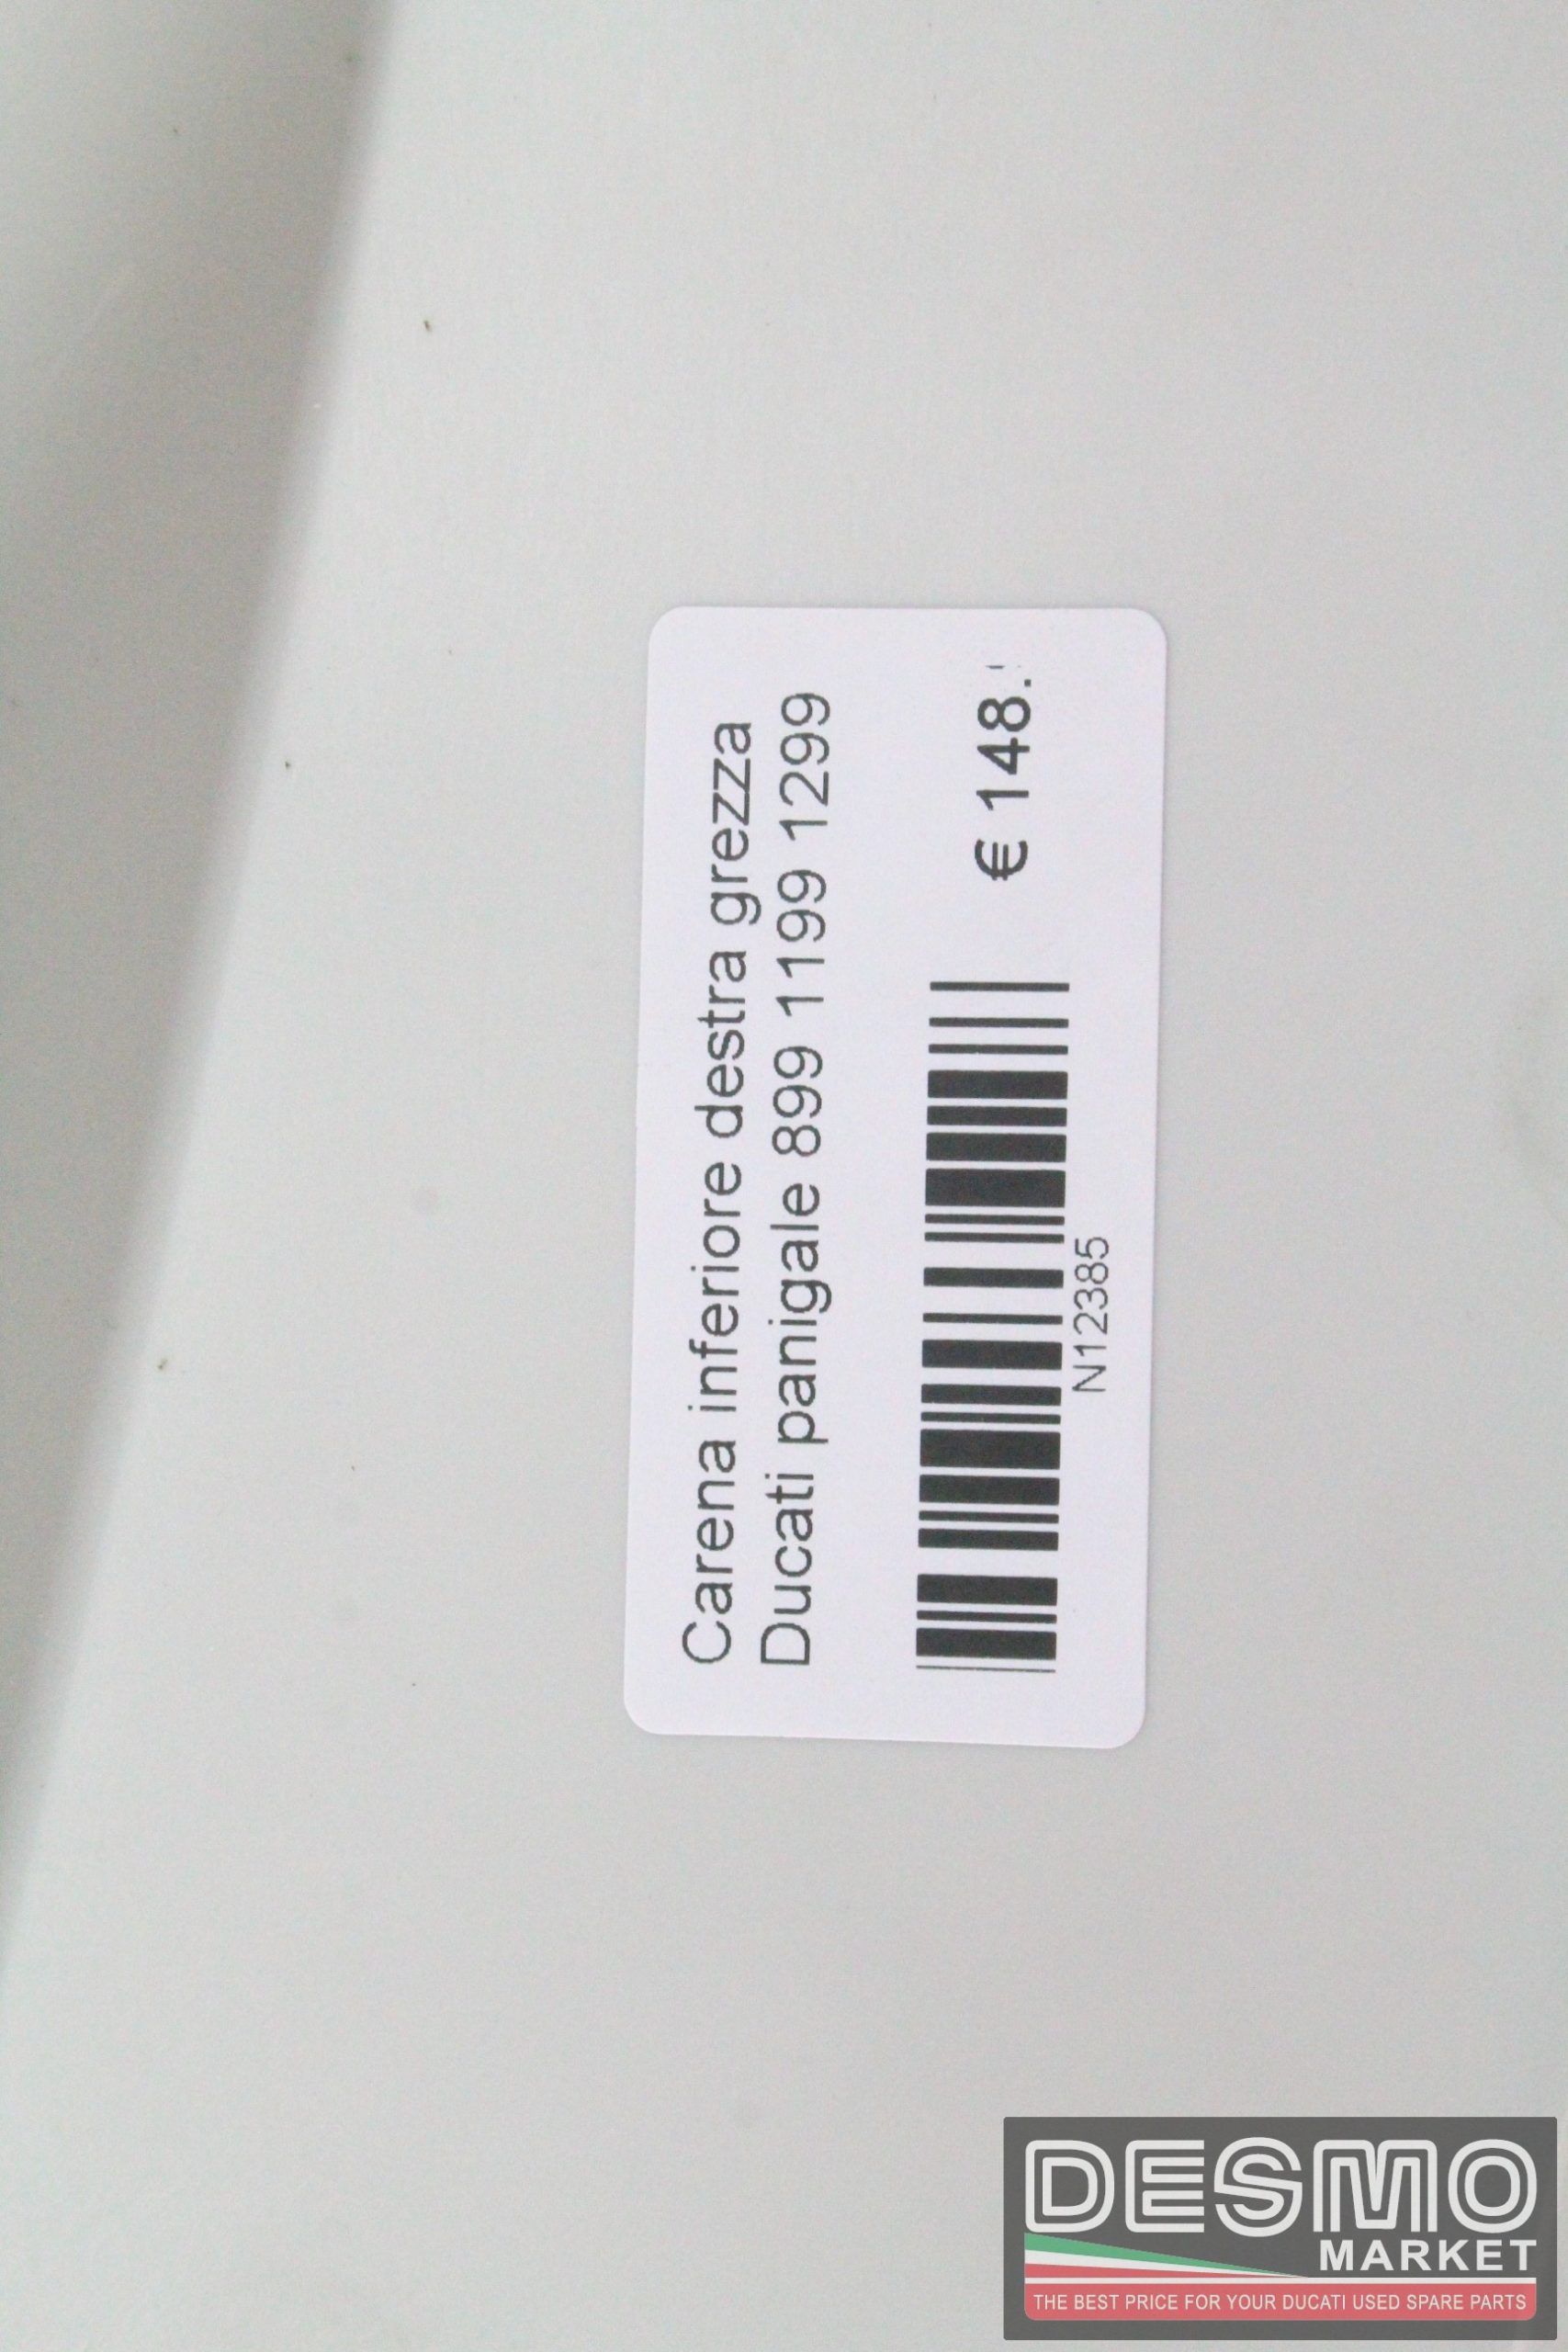 Carena inferiore destra grezza
Ducati panigale 899 1199 1299
€ 148.
N12385
DESMO
MARKET
THE BEST PRICE FOR YOUR DUCATI USED SPARE PARTS